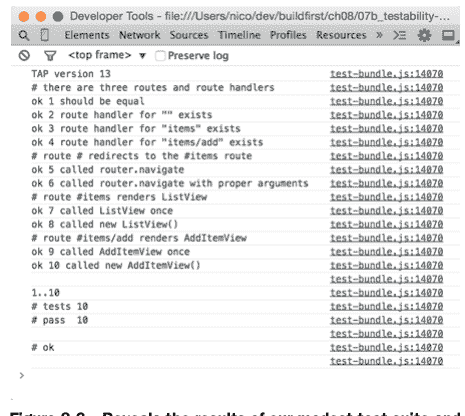 Developer Tools - file:///Users/nico/dev/buildfirst/ch08/07b_testability-...
Elements Network Sources Timeline Profiles Resources »
<top frame> ▼ Preserve log
TAP version 13 test-bundle.js:14070
# there are three routes and route handlers test-bundle.js:14070
ok 1 should be equal test-bundle.js:14070
ok 2 route handler for "" exists test-bundle.js:14070
ok 3 route handler for "items" exists test-bundle.js:14070
ok 4 route handler for "items/add" exists test-bundle.js:14070
# route # redirects to the #items route test-bundle.js:14070
ok 5 called router.navigate test-bundle.js:14070
ok 6 called router.navigate with proper arguments test-bundle.js:14070
# route #items renders ListView test-bundle.js:14070
ok 7 called ListView once test-bundle.js:14070
ok 8 called new ListView() test-bundle.js:14070
# route #items/add renders AddItemView test-bundle.js:14070
ok 9 called AddItemView once test-bundle.js:14070
ok 10 called new AddItemView() test-bundle.js:14070
test-bundle.js:14070
1..10 test-bundle.js:14070
# tests 10 test-bundle.js:14070
# pass 10 test-bundle.js:14070
test-bundle.js:14070
# ok test-bundle.js:14070
test-bundle.js:14070
>